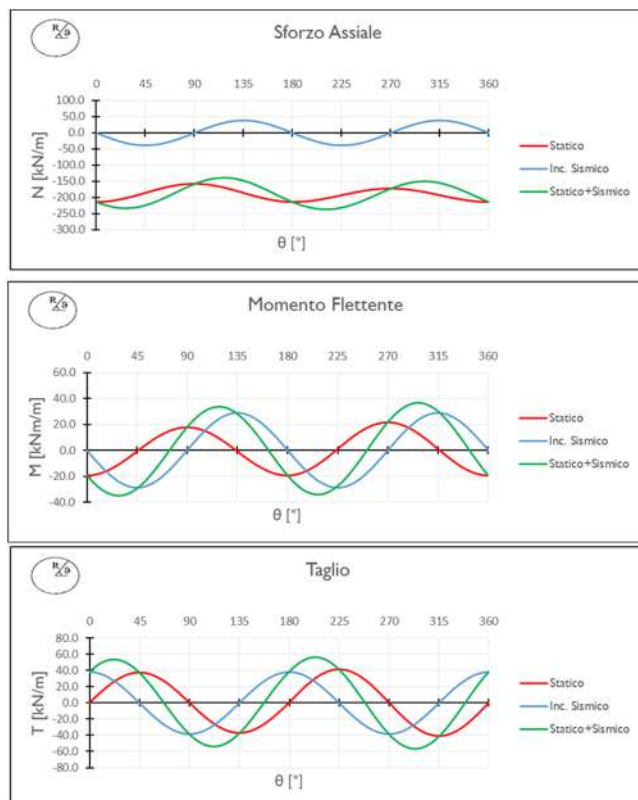 R
θ
Sforzo Assiale
0 45 90 135 180 225 270 315 360
100.0
50.0
0.0
-50.0
-100.0
-150.0
-200.0
-250.0
-300.0
N [kN/m]
θ [°]
Statico
Inc. Sismico
Statico+Sismico
R
θ
Momento Flettente
0 45 90 135 180 225 270 315 360
60.0
40.0
20.0
0.0
-20.0
-40.0
M [kNm/m]
θ [°]
Statico
Inc. Sismico
Statico+Sismico
R
θ
Taglio
0 45 90 135 180 225 270 315 360
80.0
60.0
40.0
20.0
0.0
-20.0
-40.0
-60.0
-80.0
T [kN/m]
θ [°]
Statico
Inc. Sismico
Statico+Sismico